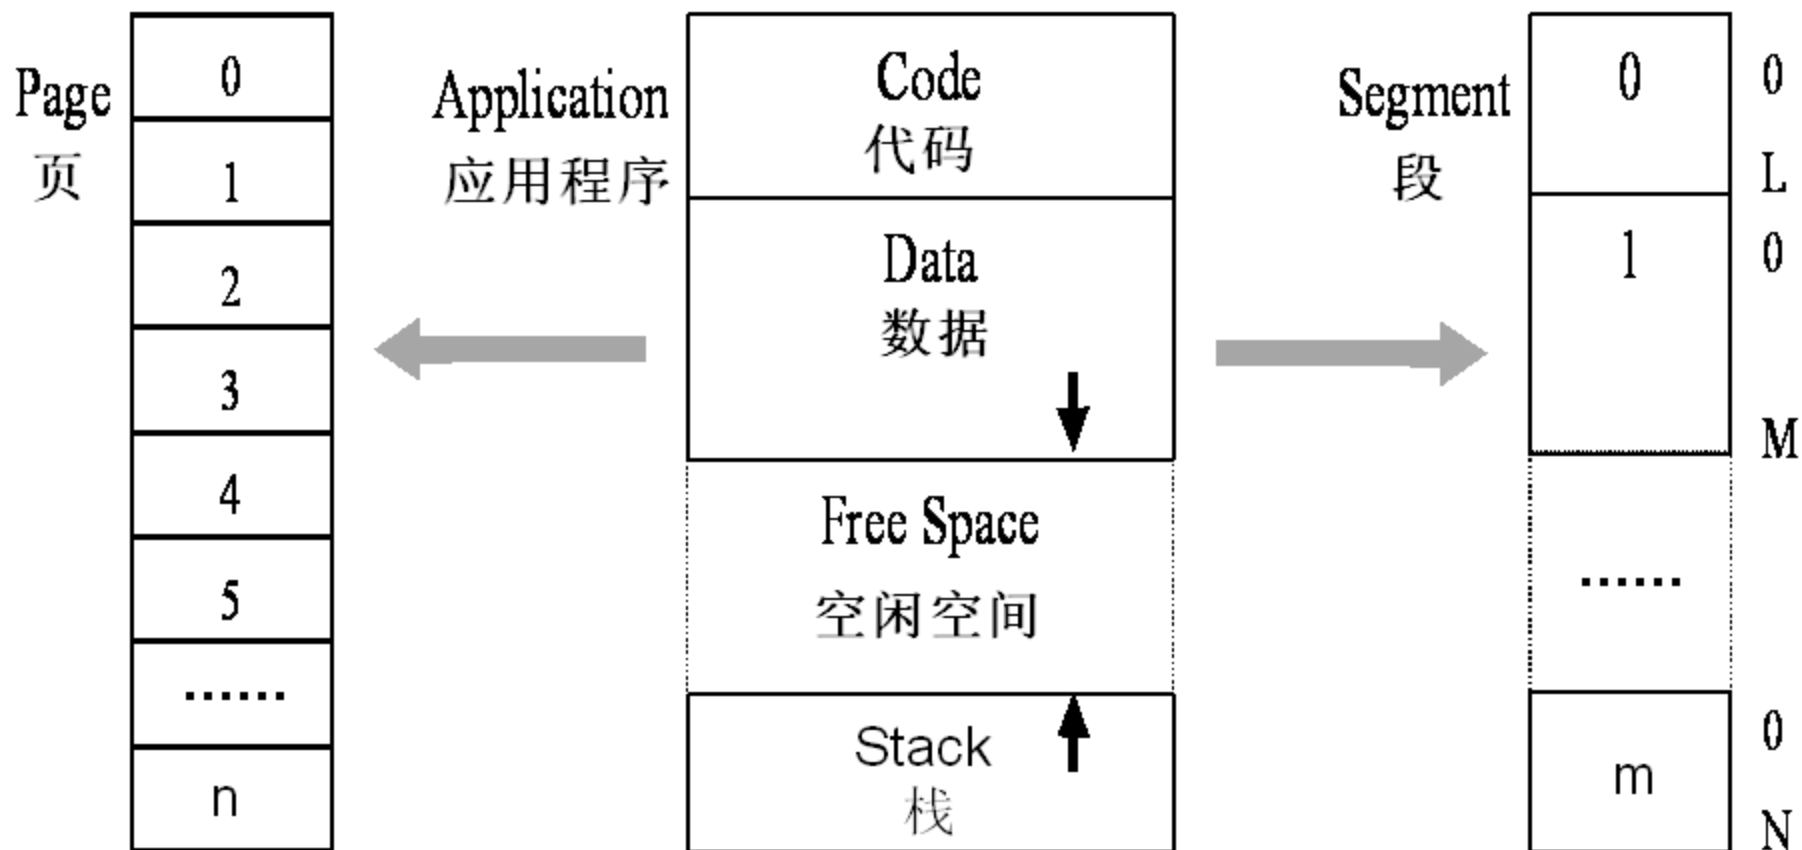 Page
页
0
1
2
3
4
5
......
n
Application
应用程序
Code
代码
Data
数据
Free Space
空闲空间
Stack
栈
Segment
段
0
1
......
m
0
L
0
M
0
N